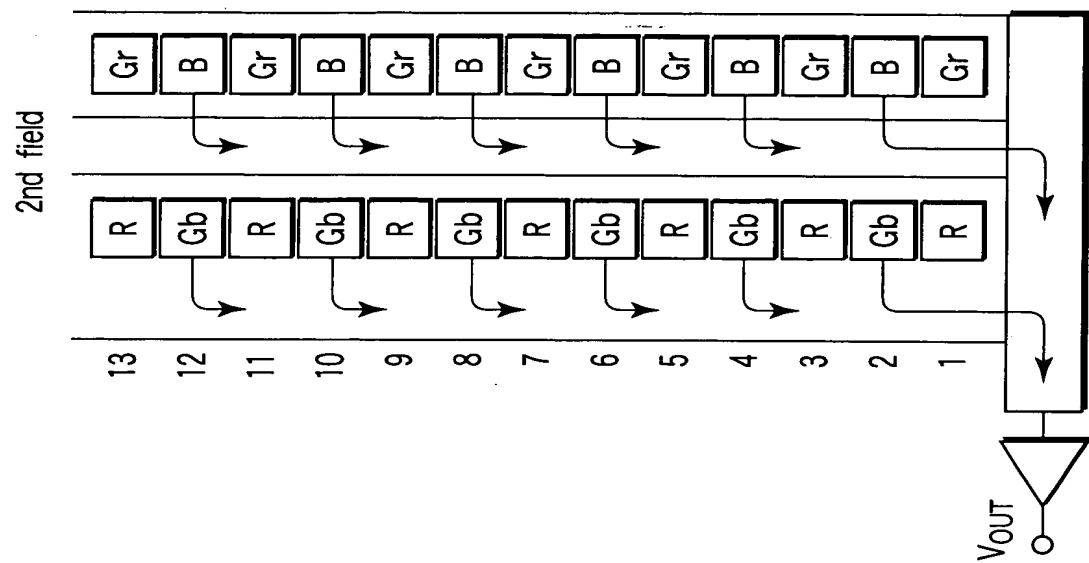 2nd field
Gr B Gr B Gr B Gr B Gr B Gr B Gr
R Gb R Gb R Gb R Gb R Gb R Gb R
13 12 11 10 9 8 7 6 5 4 3 2 1
VOUT